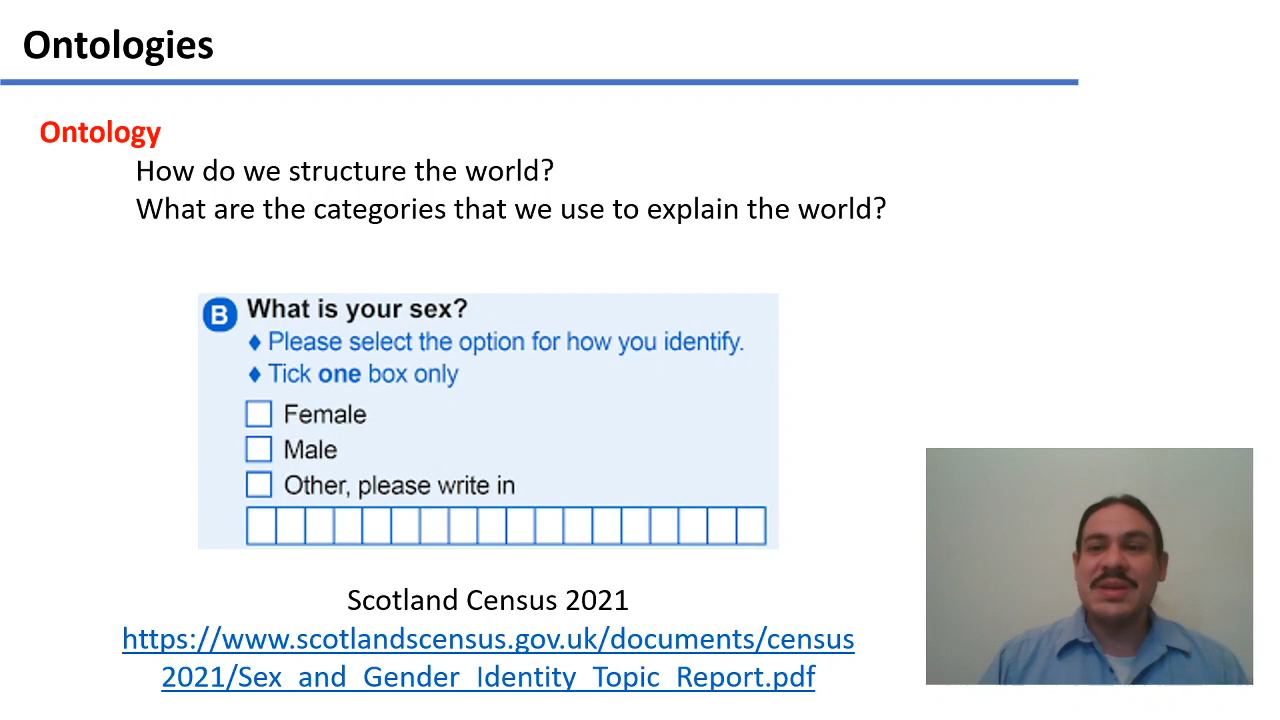 Ontologies
Ontology
How do we structure the world?
What are the categories that we use to explain the world?
B What is your sex?
♦ Please select the option for how you identify.
♦ Tick one box only
Female
Male
Other, please write in
Scotland Census 2021
https://www.scotlandscensus.gov.uk/documents/census
2021/Sex_and_Gender_Identity_Topic_Report.pdf